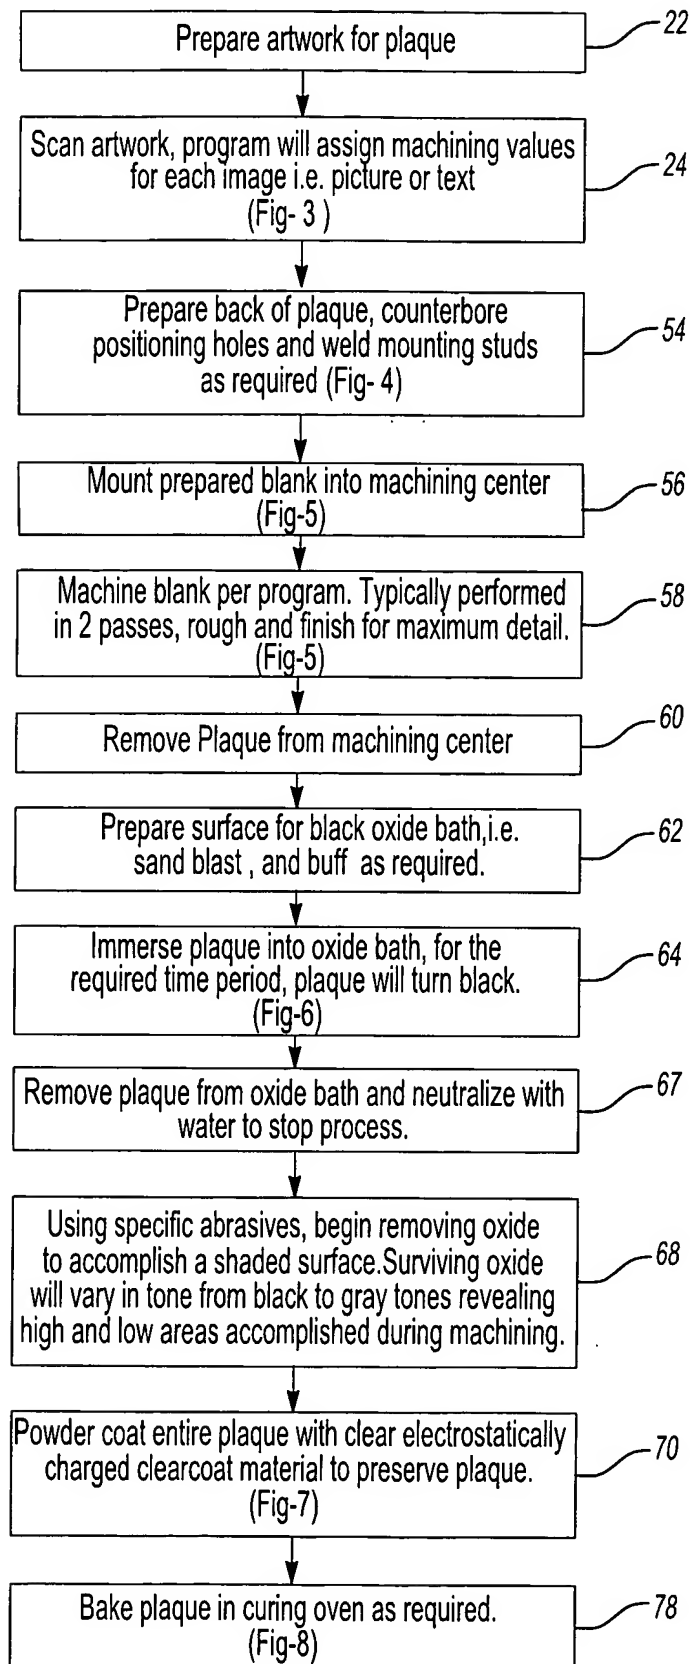 Prepare artwork for plaque
22
Scan artwork, program will assign machining values
for each image i.e. picture or text
(Fig- 3 )
24
Prepare back of plaque, counterbore
positioning holes and weld mounting studs
as required (Fig- 4)
54
Mount prepared blank into machining center
(Fig-5)
56
Machine blank per program. Typically performed
in 2 passes, rough and finish for maximum detail.
(Fig-5)
58
Remove Plaque from machining center
60
Prepare surface for black oxide bath,i.e.
sand blast , and buff as required.
62
Immerse plaque into oxide bath, for the
required time period, plaque will turn black.
(Fig-6)
64
Remove plaque from oxide bath and neutralize with
water to stop process.
67
Using specific abrasives, begin removing oxide
to accomplish a shaded surface.Surviving oxide
will vary in tone from black to gray tones revealing
high and low areas accomplished during machining.
68
Powder coat entire plaque with clear electrostatically
charged clearcoat material to preserve plaque.
(Fig-7)
70
Bake plaque in curing oven as required.
(Fig-8)
78